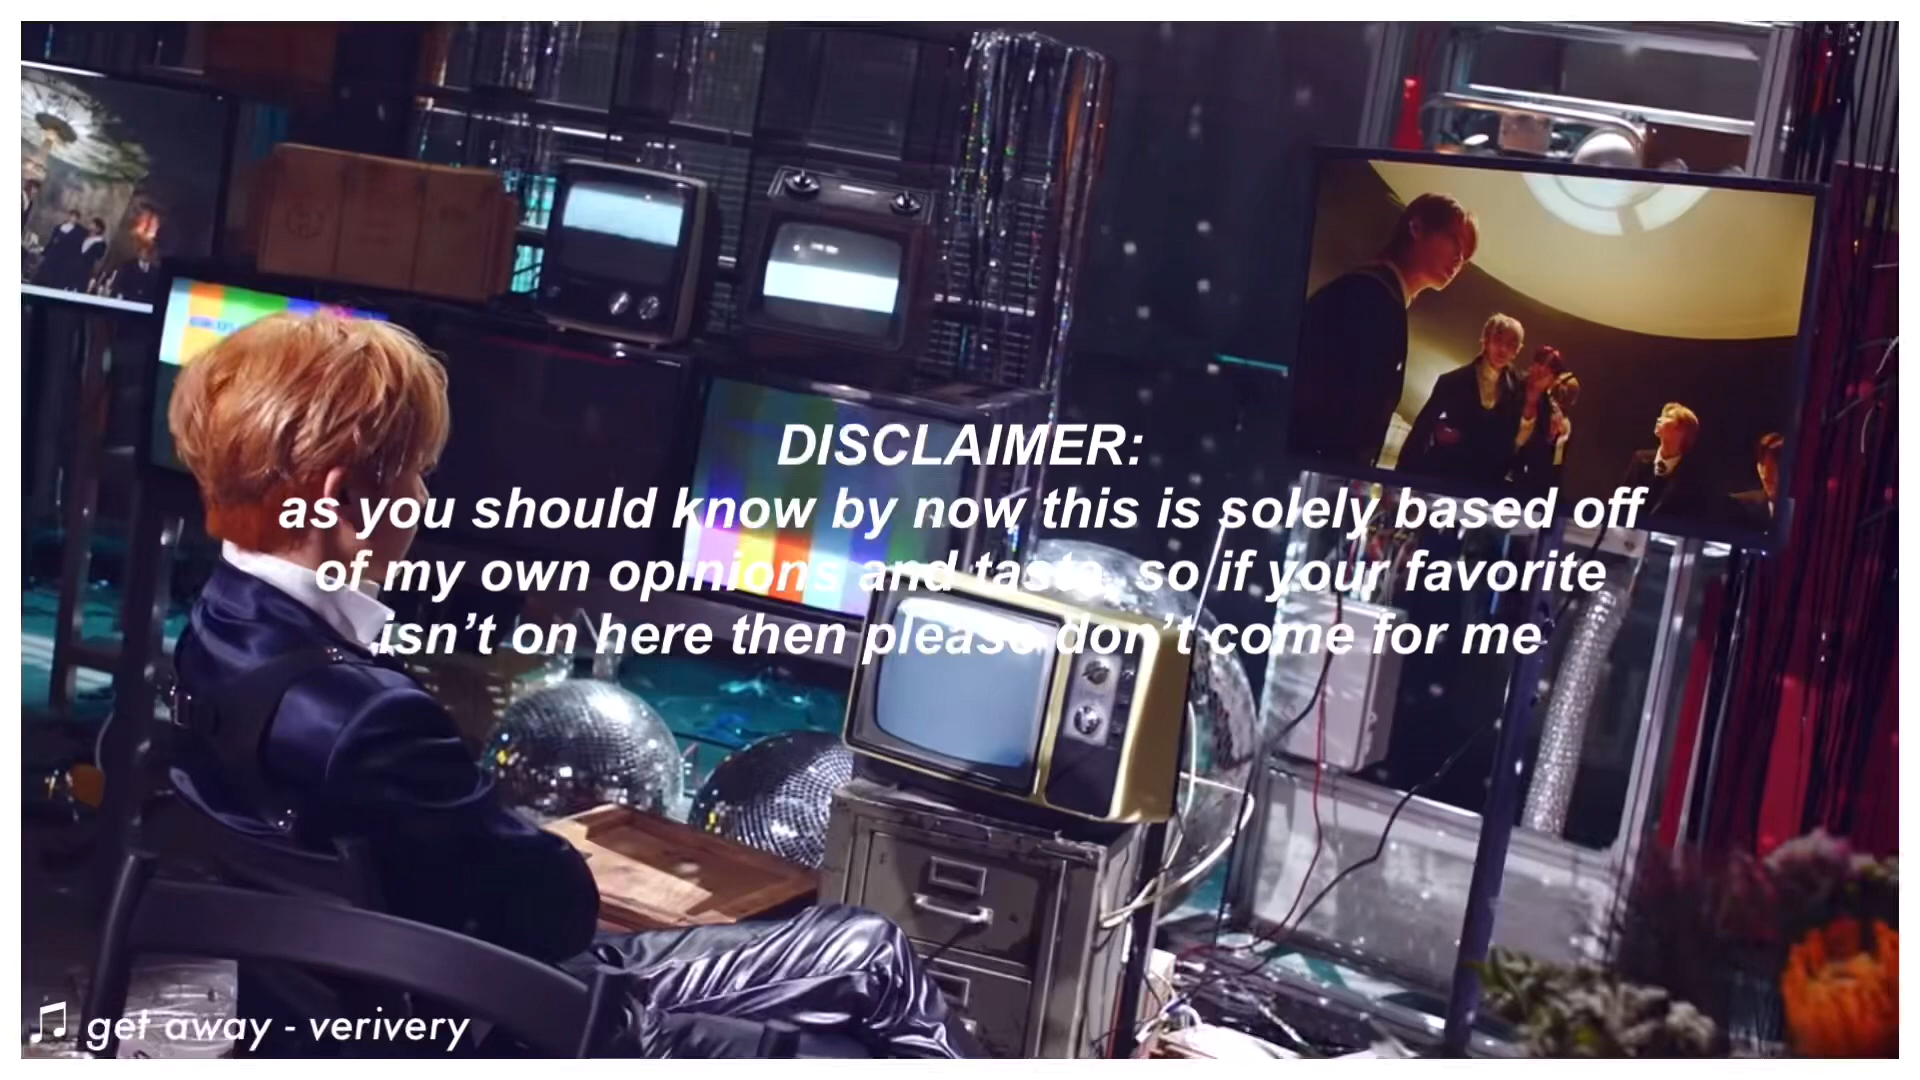 DISCLAIMER:
as you should know by now this is solely based off
of my own opinions and taste, so if your favorite
isn't on here then please don't come for me
♫ get away - verivery